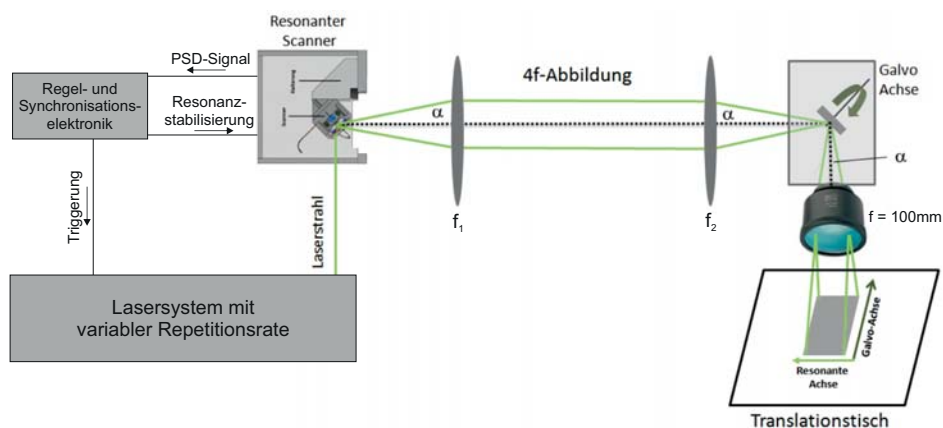 Resonanter
Scanner
PSD-Signal
Regel- und
Synchronisations-
elektronik
Resonanz-
stabilisierung
Scanner
4f-Abbildung
α
α
Galvo
Achse
α
f₁
f₂
f = 100mm
Triggerung
Laserstrahl
Lasersystem mit
variabler Repetitionsrate
Galvo-Achse
Resonante
Achse
Translationstisch